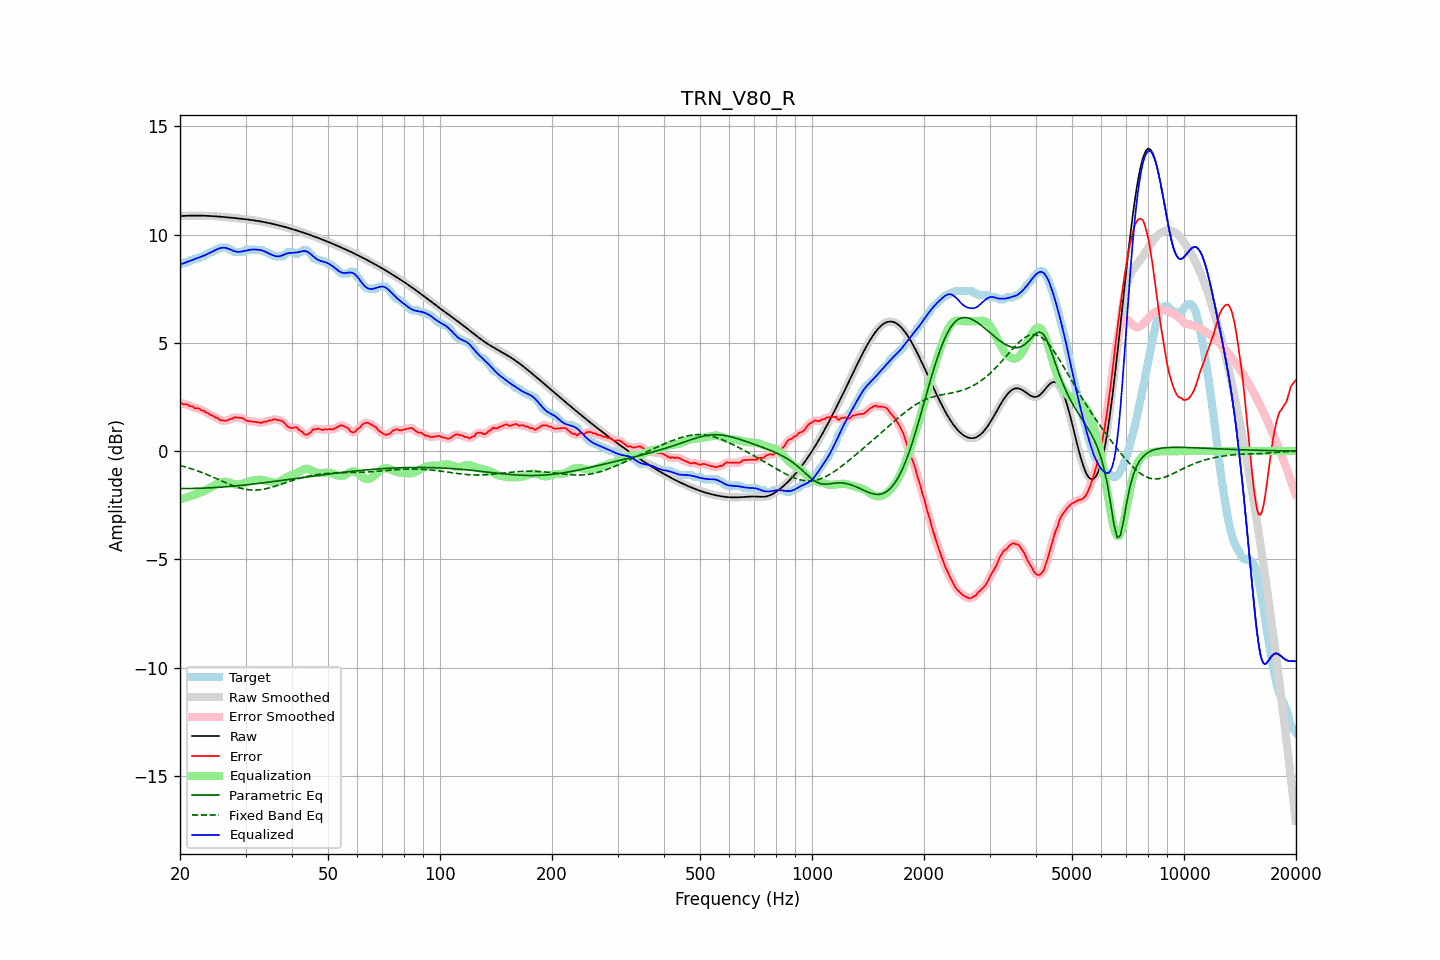 TRN_V80_R
Amplitude (dBr)
15
10
5
0
−5
−10
−15
Target
Raw Smoothed
Error Smoothed
Raw
Error
Equalization
Parametric Eq
Fixed Band Eq
Equalized
20 50 100 200 500 1000 2000 5000 10000 20000
Frequency (Hz)